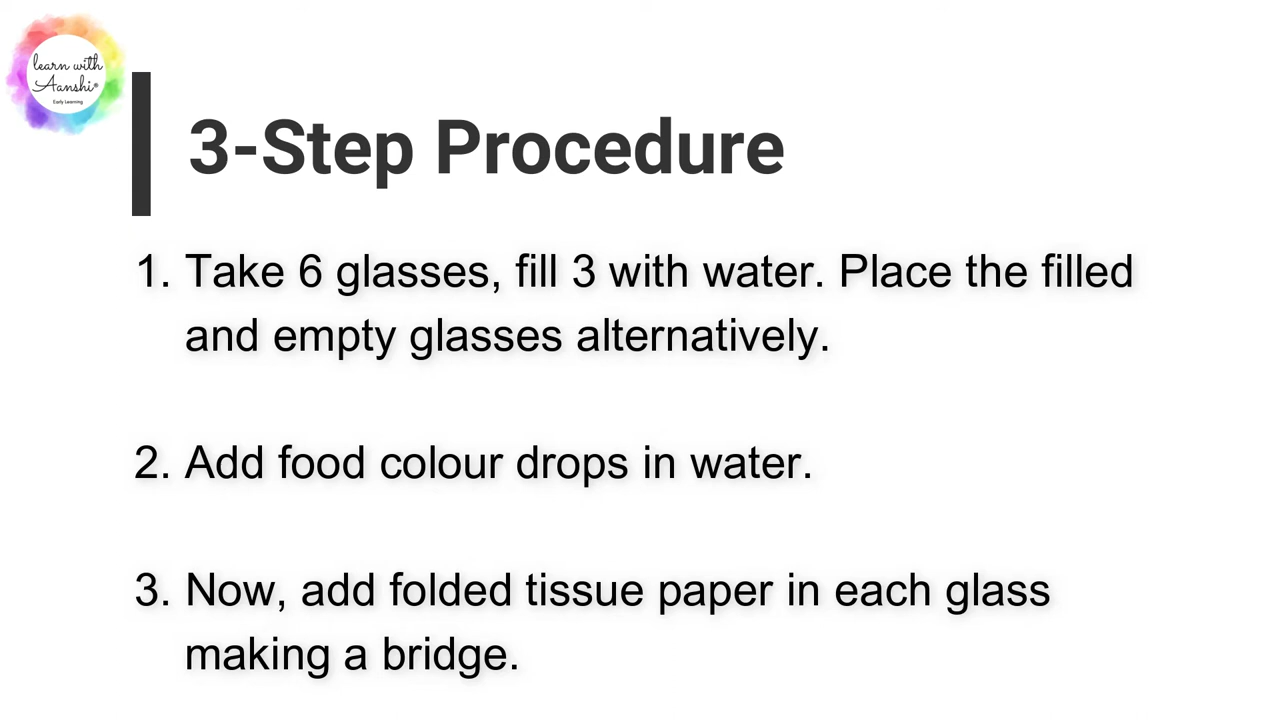 learn with
Aanshi®
Early Learning
3-Step Procedure
1. Take 6 glasses, fill 3 with water. Place the filled
and empty glasses alternatively.
2. Add food colour drops in water.
3. Now, add folded tissue paper in each glass
making a bridge.